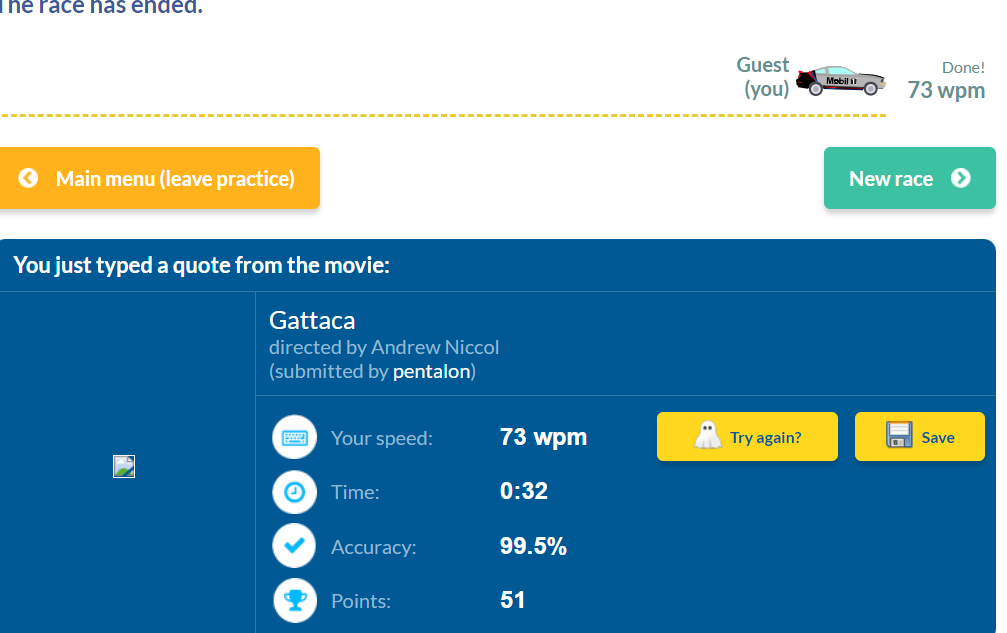 The race has ended.
Guest
(you)
Mobil 1
Done!
73 wpm
Main menu (leave practice)
New race
You just typed a quote from the movie:
Gattaca
directed by Andrew Niccol
(submitted by pentalon)
Your speed: 73 wpm
Try again?
Save
Time: 0:32
Accuracy: 99.5%
Points: 51